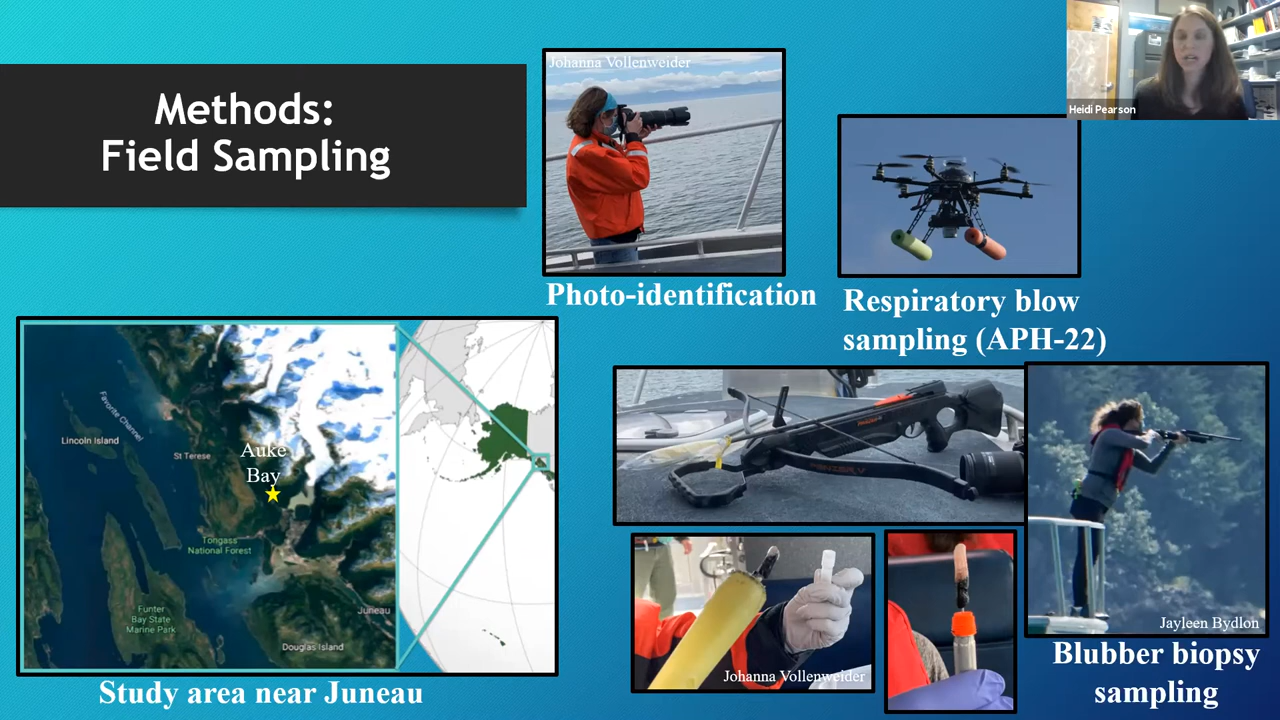 Methods:
Field Sampling
Johanna Vollenweider
Heidi Pearson
Photo-identification
Respiratory blow
sampling (APH-22)
Favorite Channel
Lincoln Island
St Terese
Auke
Bay
Tongass
National Forest
Funter
Bay State
Marine Park
Juneau
Douglas Island
Study area near Juneau
Johanna Vollenweider
Jayleen Bydlon
Blubber biopsy
sampling